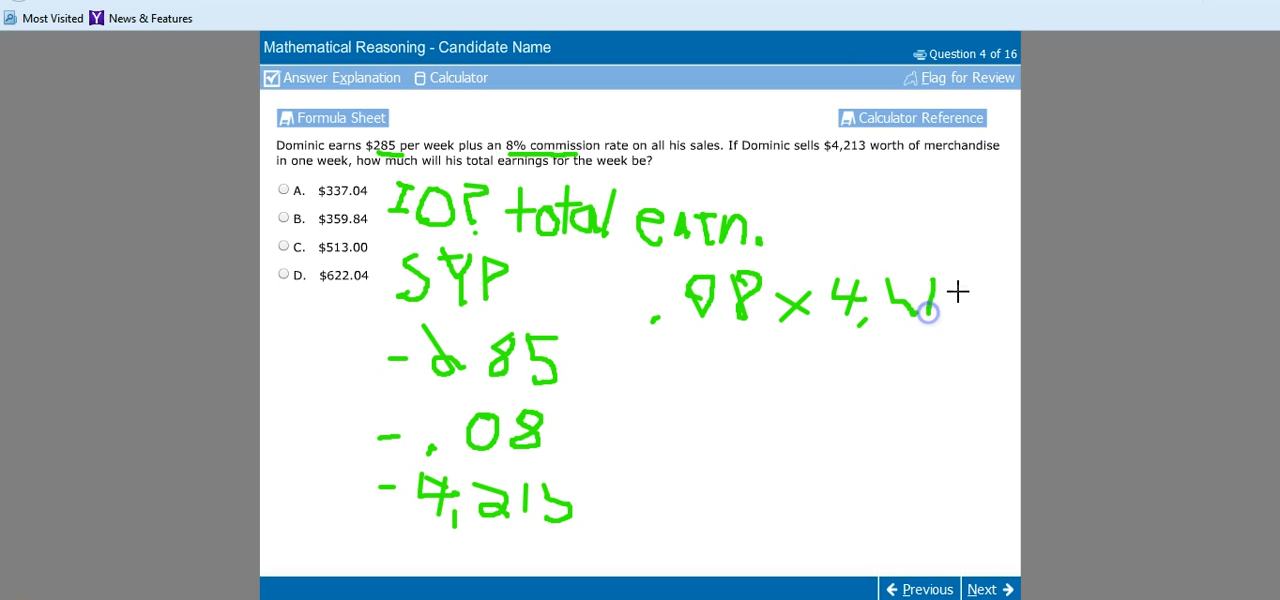 Most Visited News & Features
Mathematical Reasoning - Candidate Name
Question 4 of 16
Answer Explanation Calculator
Flag for Review
Formula Sheet
Calculator Reference
Dominic earns $285 per week plus an 8% commission rate on all his sales. If Dominic sells $4,213 worth of merchandise
in one week, how much will his total earnings for the week be?
A. $337.04
B. $359.84
C. $513.00
D. $622.04
IO? total earn.
SYP
.08 x 4,21
- 285
- .08
- 4,213
Previous Next